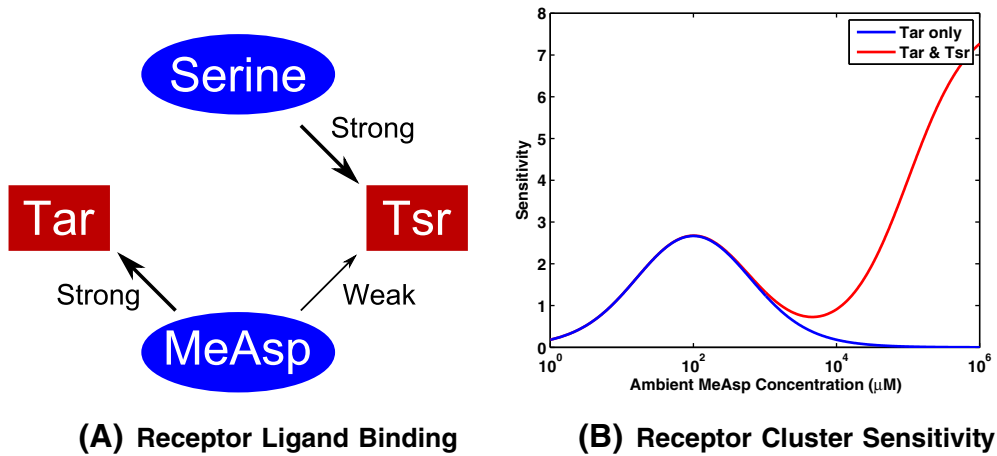 Serine
Strong
Tar
Tsr
Strong
Weak
MeAsp
(A) Receptor Ligand Binding
8
7
6
5
4
3
2
1
0
Sensitivity
Tar only
Tar & Tsr
10^0
10^2
10^4
10^6
Ambient MeAsp Concentration (μM)
(B) Receptor Cluster Sensitivity